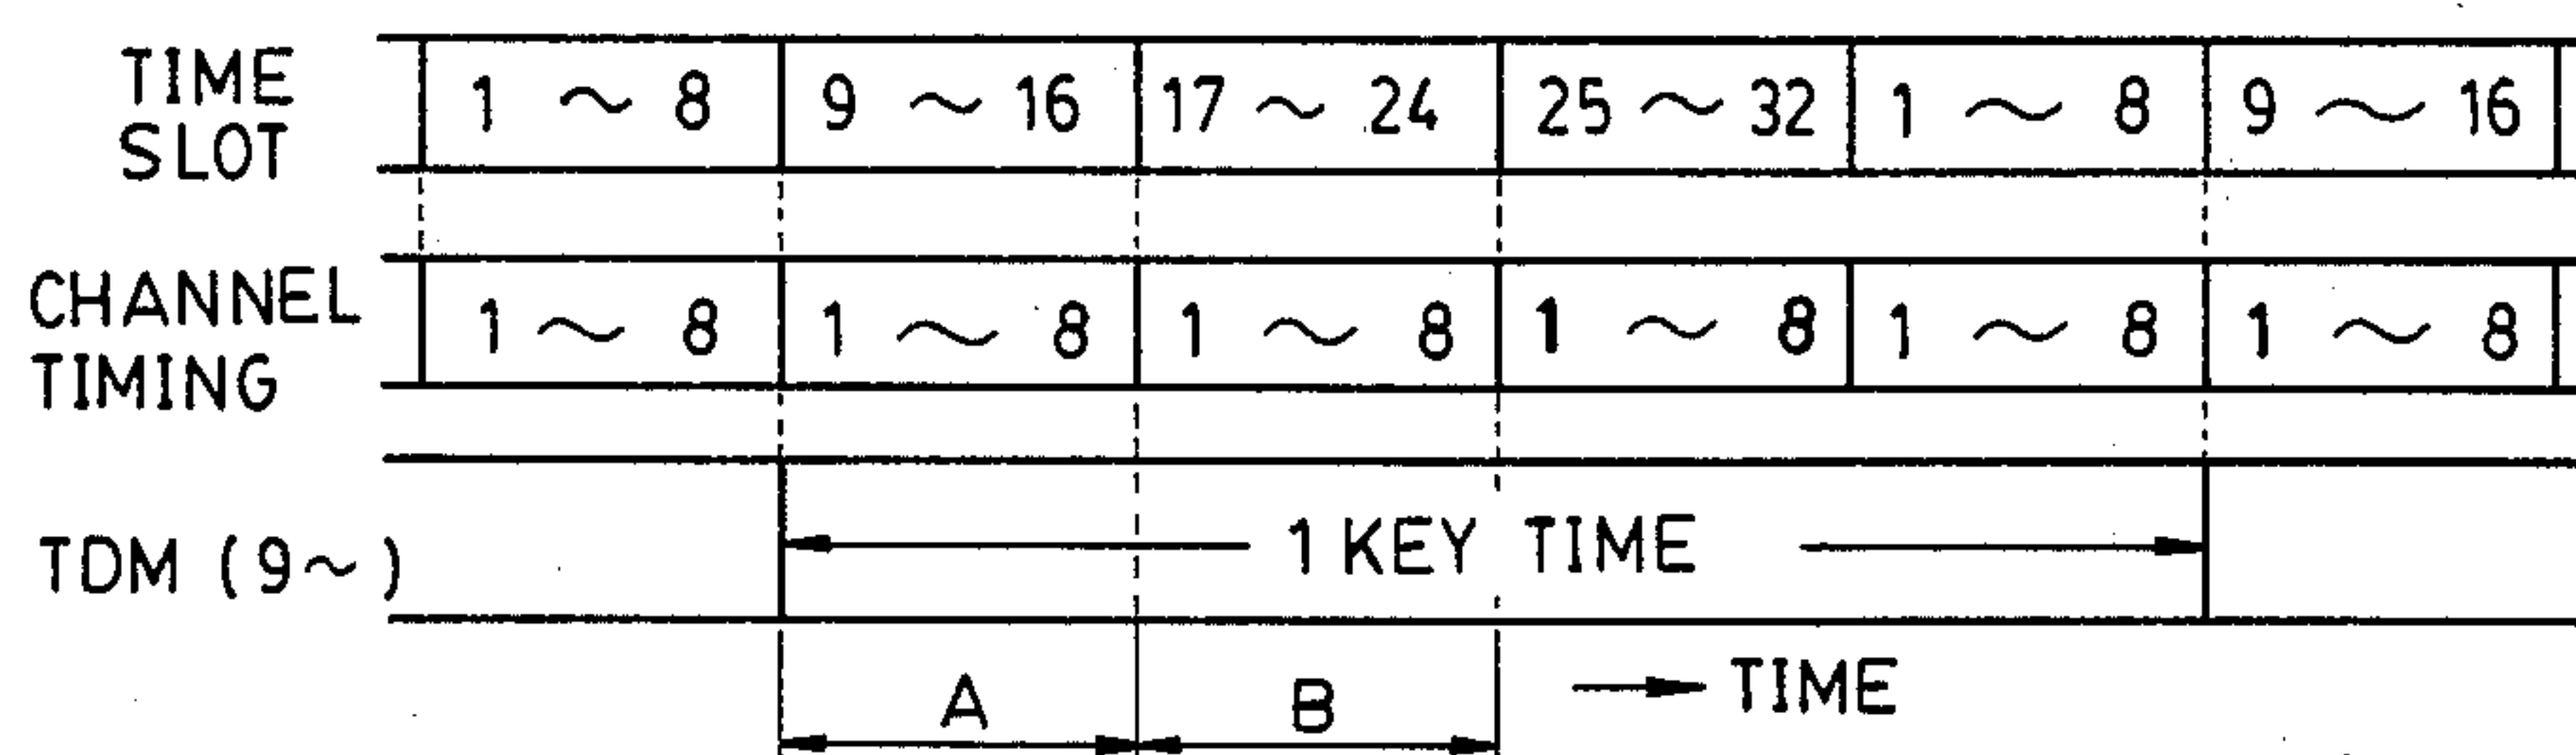 TIME
SLOT
1 ~ 8
9 ~ 16
17 ~ 24
25 ~ 32
1 ~ 8
9 ~ 16
CHANNEL
TIMING
1 ~ 8
1 ~ 8
1 ~ 8
1 ~ 8
1 ~ 8
1 ~ 8
TDM (9~)
1 KEY TIME
A
B
TIME